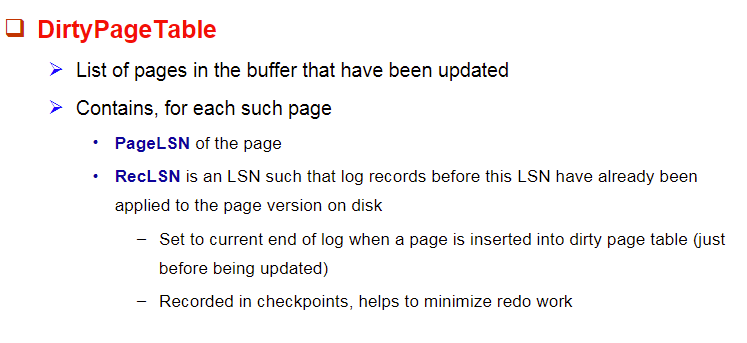 ❑ DirtyPageTable
➢ List of pages in the buffer that have been updated
➢ Contains, for each such page
• PageLSN of the page
• RecLSN is an LSN such that log records before this LSN have already been
applied to the page version on disk
– Set to current end of log when a page is inserted into dirty page table (just
before being updated)
– Recorded in checkpoints, helps to minimize redo work